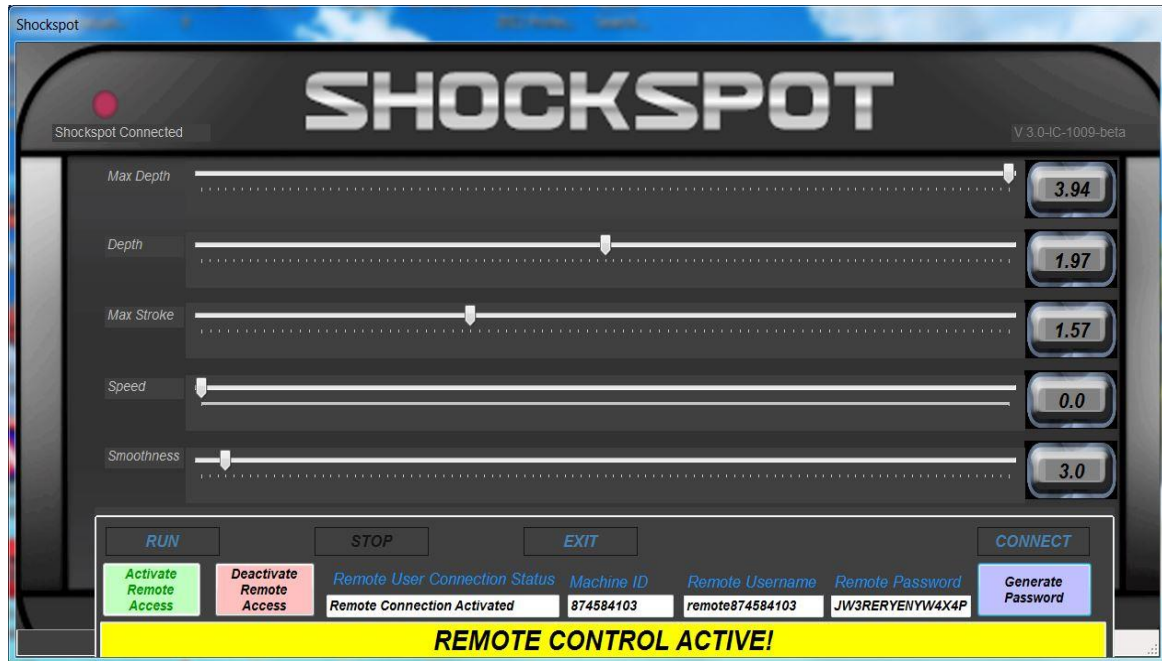 Shockspot
SHOCKSPOT
Shockspot Connected
V 3.0-IC-1009-beta
Max Depth
3.94
Depth
1.97
Max Stroke
1.57
Speed
0.0
Smoothness
3.0
RUN STOP EXIT CONNECT
Activate
Remote
Access
Deactivate
Remote
Access
Remote User Connection Status
Remote Connection Activated
Machine ID
874584103
Remote Username
remote874584103
Remote Password
JW3RERYENYW4X4P
Generate
Password
REMOTE CONTROL ACTIVE!